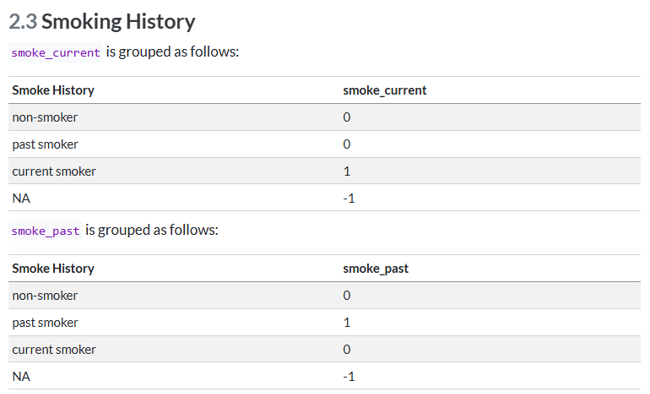 2.3 Smoking History
smoke_current is grouped as follows:
Smoke History smoke_current
non-smoker 0
past smoker 0
current smoker 1
NA -1
smoke_past is grouped as follows:
Smoke History smoke_past
non-smoker 0
past smoker 1
current smoker 0
NA -1